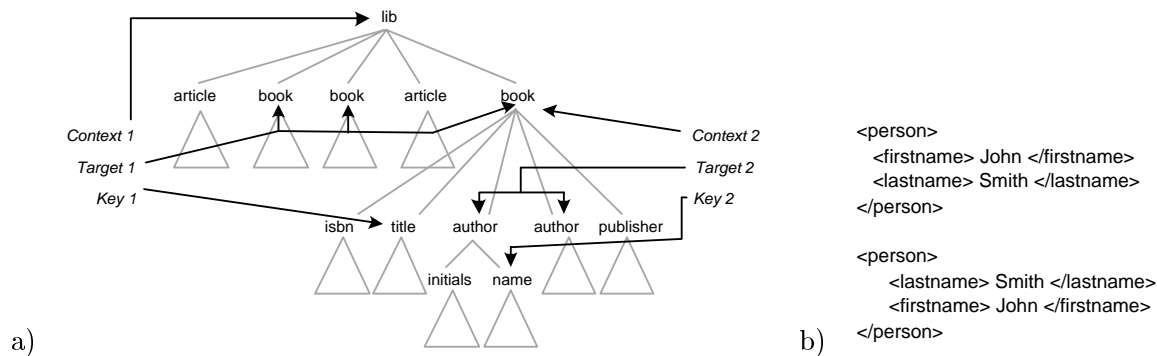 lib
article book book article book
Context 1
Target 1
Key 1
Context 2
Target 2
Key 2
isbn title author author publisher
initials name
a)
<person>
<firstname> John </firstname>
<lastname> Smith </lastname>
</person>
<person>
<lastname> Smith </lastname>
<firstname> John </firstname>
</person>
b)